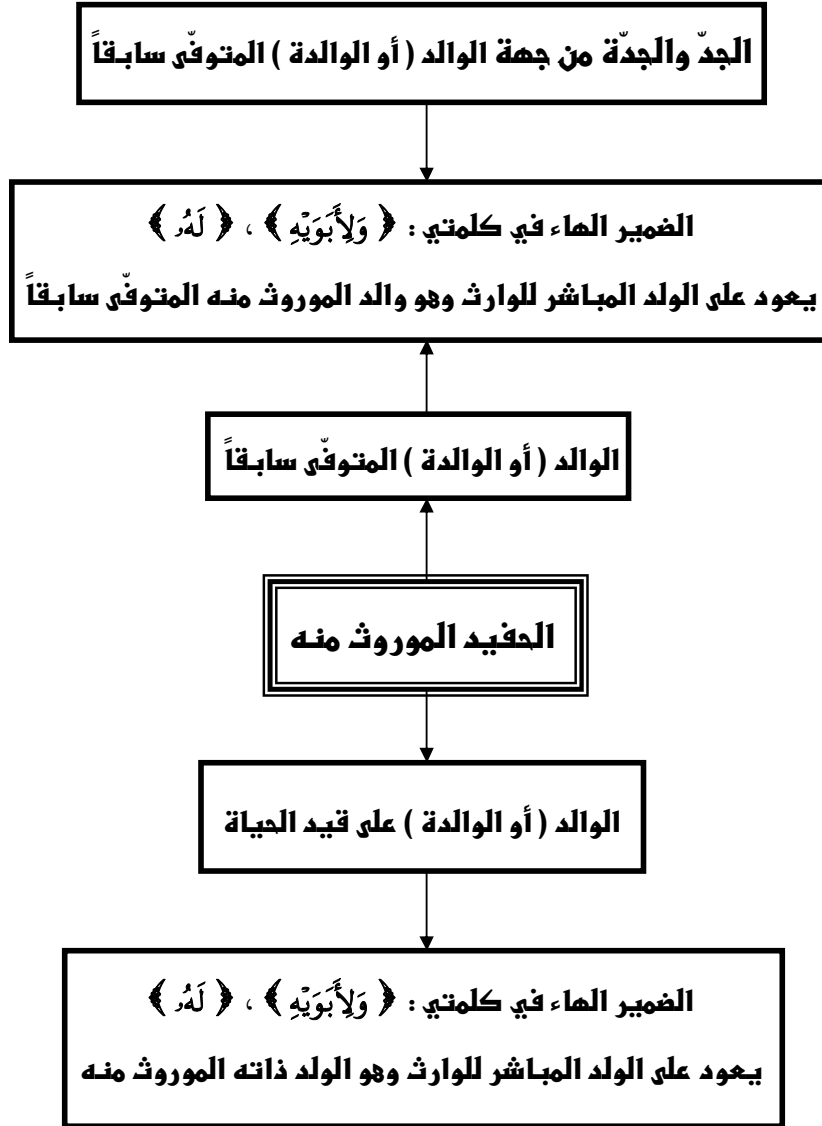 الجدّ والجدّة من جهة الوالد ( أو الوالدة ) المتوفّى سابقاً
الضمير الهاء في كلمتي : ﴿ وَلِأَبَوَيْهِ ﴾ ، ﴿ لَهُۥ ﴾
يعود على الولد المباشر للوارث وهو والد الموروث منه المتوفّى سابقاً
الوالد ( أو الوالدة ) المتوفّى سابقاً
الحفيد الموروث منه
الوالد ( أو الوالدة ) على قيد الحياة
الضمير الهاء في كلمتي : ﴿ وَلِأَبَوَيْهِ ﴾ ، ﴿ لَهُۥ ﴾
يعود على الولد المباشر للوارث وهو الولد ذاته الموروث منه